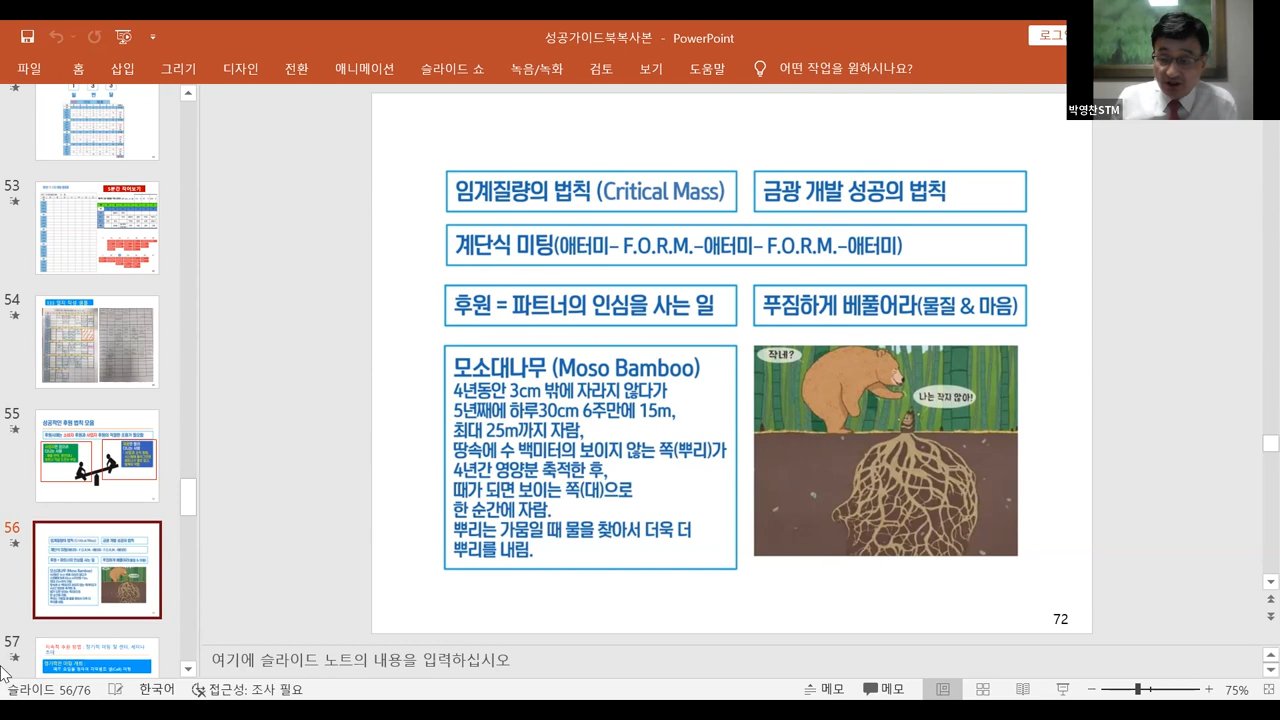 성공가이드북복사본 - PowerPoint
로그인
파일 홈 삽입 그리기 디자인 전환 애니메이션 슬라이드 쇼 녹음/녹화 검토 보기 도움말 어떤 작업을 원하시나요?
박영찬STM
53
54
55
성공적인 후원 법칙 모음
56
57
임계질량의 법칙 (Critical Mass)
금광 개발 성공의 법칙
계단식 미팅(애터미– F.O.R.M.–애터미– F.O.R.M.–애터미)
후원 = 파트너의 인심을 사는 일
푸짐하게 베풀어라(물질 & 마음)
모소대나무 (Moso Bamboo)
4년동안 3cm 밖에 자라지 않다가
5년째에 하루30cm 6주만에 15m,
최대 25m까지 자람,
땅속에 수 백미터의 보이지 않는 쪽(뿌리)가
4년간 영양분 축적한 후,
때가 되면 보이는 쪽(대)으로
한 순간에 자람.
뿌리는 가뭄일 때 물을 찾아서 더욱 더
뿌리를 내림.
작네?
나는 작지 않아!
72
여기에 슬라이드 노트의 내용을 입력하십시오
슬라이드 56/76 한국어 접근성: 조사 필요 메모 메모 75%